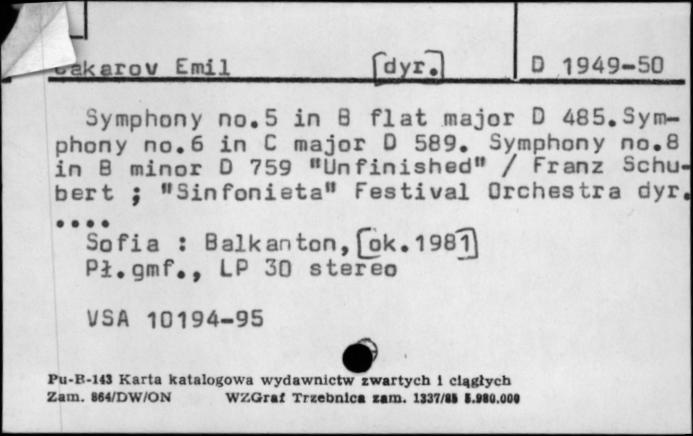 akarov Emil [dyr.] D 1949-50
Symphony no.5 in B flat major D 485.Sym-
phony no.6 in C major D 589. Symphony no.8
in B minor D 759 "Unfinished" / Franz Schu-
bert ; "Sinfonieta" Festival Orchestra dyr.
....
Sofia : Balkanton, [ok.1981]
Pł.gmf., LP 30 stereo
VSA 10194-95
Pu-B-143 Karta katalogowa wydawnictw zwartych i ciągłych
Zam. 864/DW/ON WZGraf Trzebnica zam. 1337/85 5.980.000